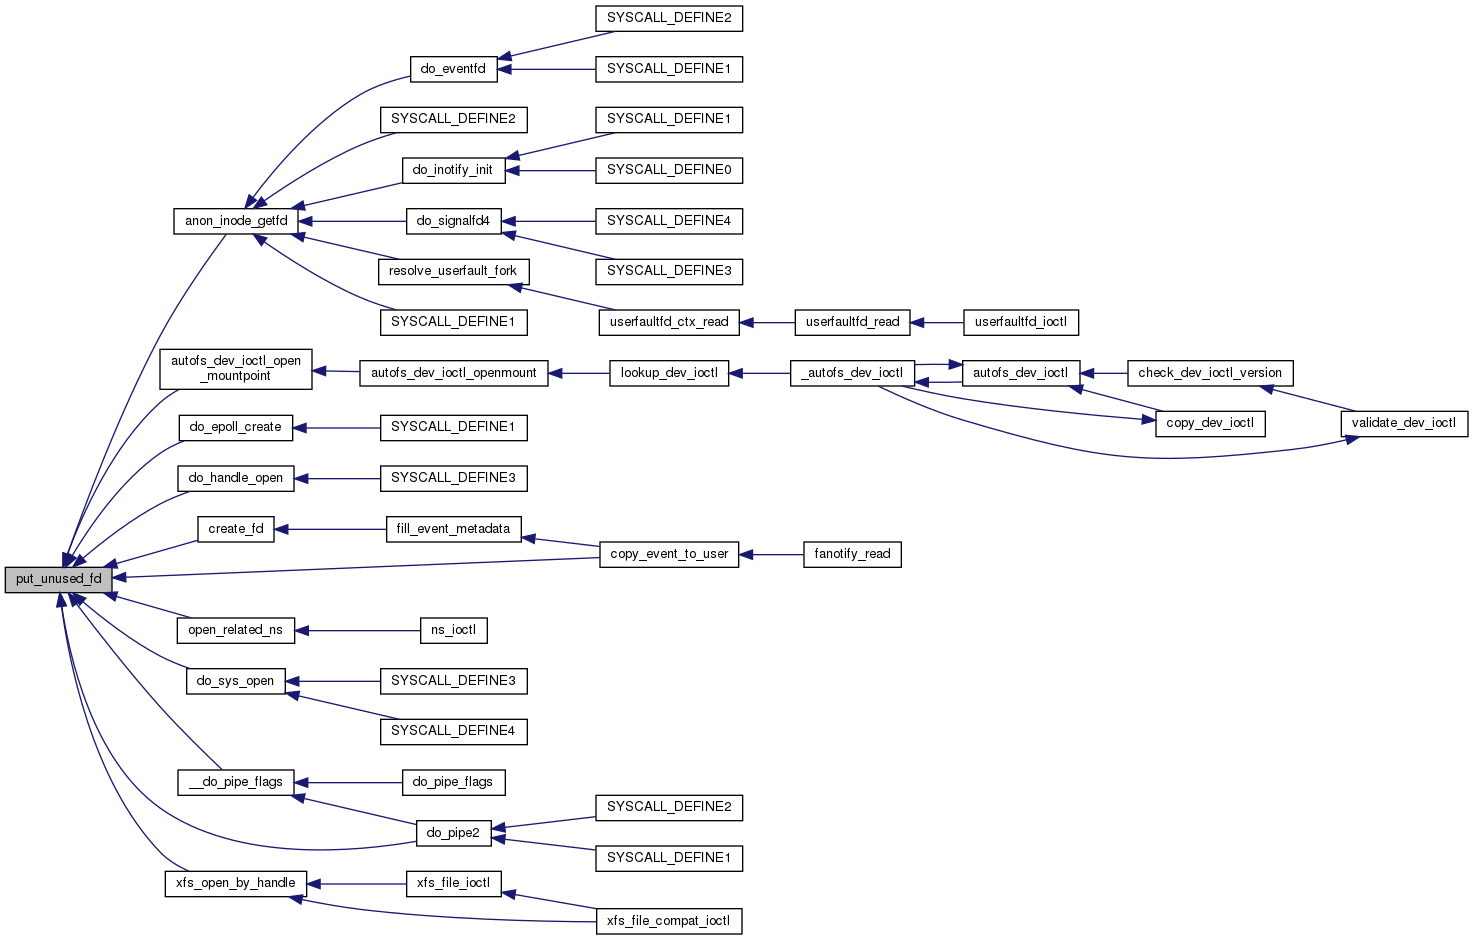 SYSCALL_DEFINE2
do_eventfd
SYSCALL_DEFINE1
SYSCALL_DEFINE2
SYSCALL_DEFINE1
do_inotify_init
SYSCALL_DEFINE0
anon_inode_getfd
do_signalfd4
SYSCALL_DEFINE4
resolve_userfault_fork
SYSCALL_DEFINE3
SYSCALL_DEFINE1
userfaultfd_ctx_read
userfaultfd_read
userfaultfd_ioctl
autofs_dev_ioctl_open
_mountpoint
autofs_dev_ioctl_openmount
lookup_dev_ioctl
_autofs_dev_ioctl
autofs_dev_ioctl
check_dev_ioctl_version
copy_dev_ioctl
validate_dev_ioctl
do_epoll_create
SYSCALL_DEFINE1
do_handle_open
SYSCALL_DEFINE3
create_fd
fill_event_metadata
copy_event_to_user
fanotify_read
put_unused_fd
open_related_ns
ns_ioctl
do_sys_open
SYSCALL_DEFINE3
SYSCALL_DEFINE4
__do_pipe_flags
do_pipe_flags
SYSCALL_DEFINE2
do_pipe2
SYSCALL_DEFINE1
xfs_open_by_handle
xfs_file_ioctl
xfs_file_compat_ioctl